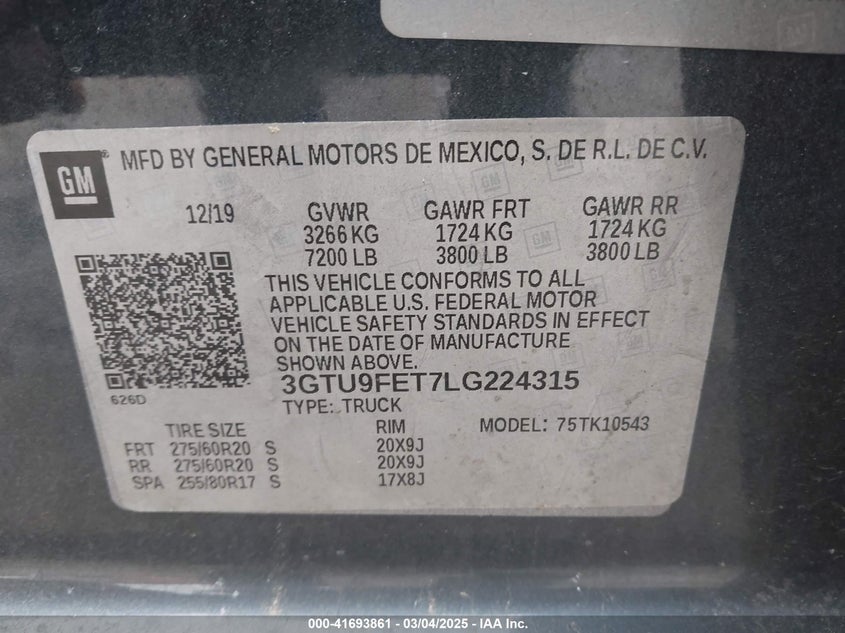 GM
MFD BY GENERAL MOTORS DE MEXICO, S. DE R.L. DE C.V.
12/19 GVWR GAWR FRT GAWR RR
3266 KG 1724 KG 1724 KG
7200 LB 3800 LB 3800 LB
THIS VEHICLE CONFORMS TO ALL
APPLICABLE U.S. FEDERAL MOTOR
VEHICLE SAFETY STANDARDS IN EFFECT
ON THE DATE OF MANUFACTURE
SHOWN ABOVE.
3GTU9FET7LG224315
626D
TYPE: TRUCK
TIRE SIZE RIM MODEL: 75TK10543
FRT 275/60R20 S 20X9J
RR 275/60R20 S 20X9J
SPA 255/80R17 S 17X8J
000-41693861 — 03/04/2025 — IAA Inc.